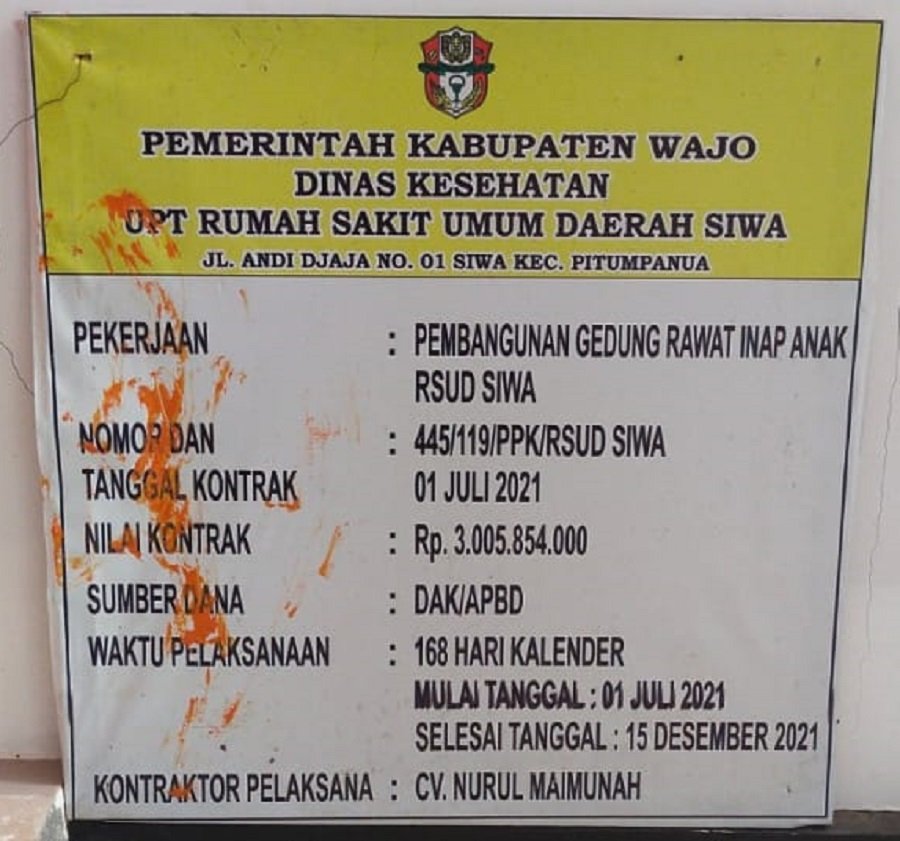 PEMERINTAH KABUPATEN WAJO
DINAS KESEHATAN
UPT RUMAH SAKIT UMUM DAERAH SIWA
JL. ANDI DJAJA NO. 01 SIWA KEC. PITUMPANUA
PEKERJAAN : PEMBANGUNAN GEDUNG RAWAT INAP ANAK
RSUD SIWA
NOMOR DAN : 445/119/PPK/RSUD SIWA
TANGGAL KONTRAK 01 JULI 2021
NILAI KONTRAK : Rp. 3.005.854.000
SUMBER DANA : DAK/APBD
WAKTU PELAKSANAAN : 168 HARI KALENDER
MULAI TANGGAL : 01 JULI 2021
SELESAI TANGGAL : 15 DESEMBER 2021
KONTRAKTOR PELAKSANA : CV. NURUL MAIMUNAH